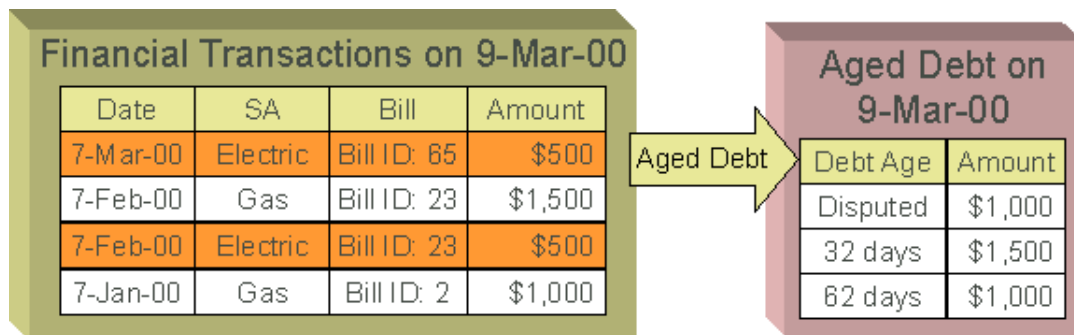 Financial Transactions on 9-Mar-00
Date SA Bill Amount
7-Mar-00 Electric Bill ID: 65 $500
7-Feb-00 Gas Bill ID: 23 $1,500
7-Feb-00 Electric Bill ID: 23 $500
7-Jan-00 Gas Bill ID: 2 $1,000
Aged Debt
Aged Debt on
9-Mar-00
Debt Age Amount
Disputed $1,000
32 days $1,500
62 days $1,000